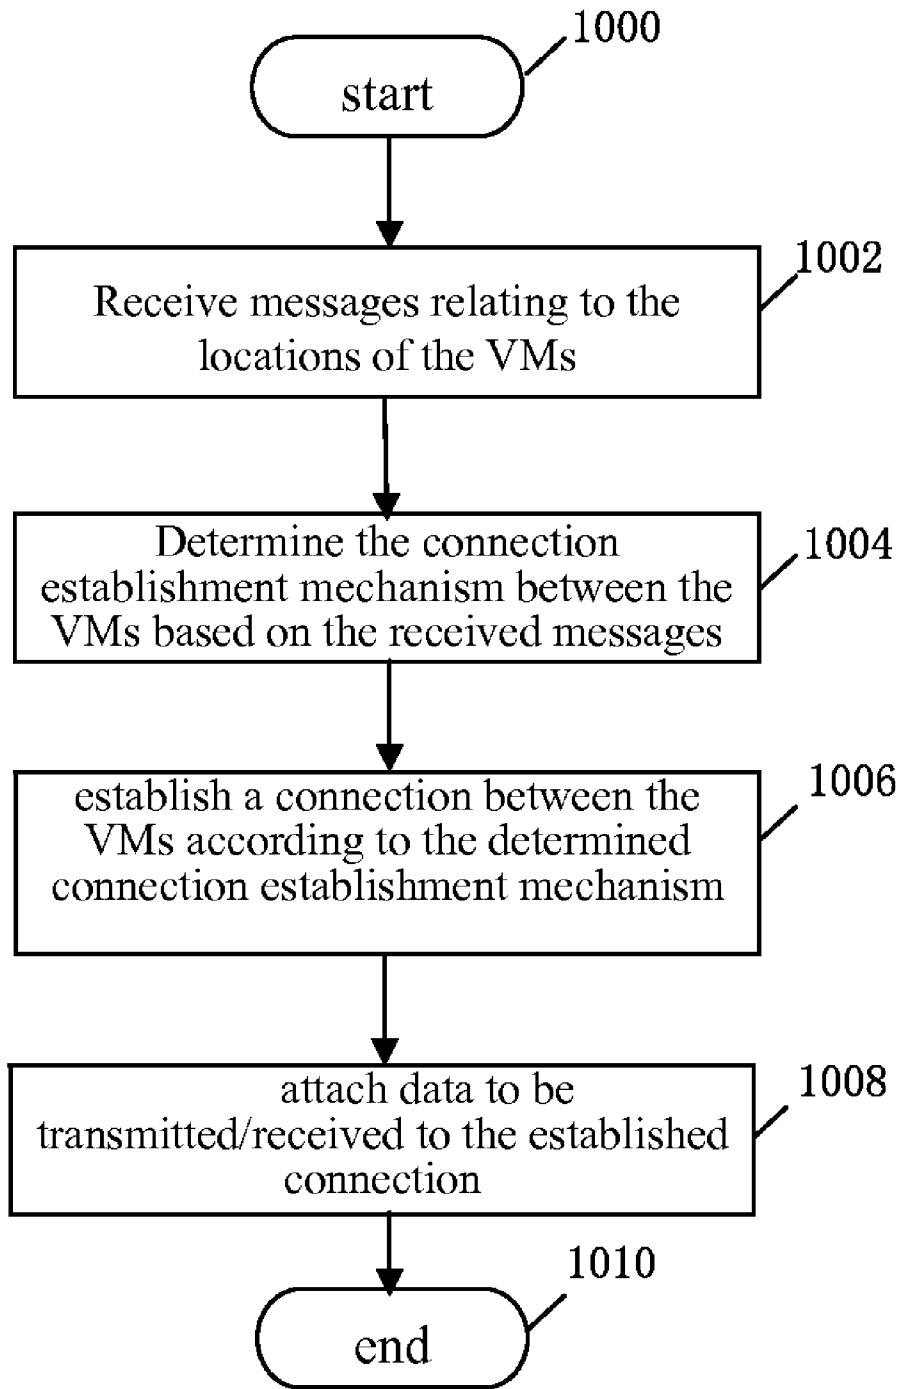 1000
start
1002
Receive messages relating to the
locations of the VMs
1004
Determine the connection
establishment mechanism between the
VMs based on the received messages
1006
establish a connection between the
VMs according to the determined
connection establishment mechanism
1008
attach data to be
transmitted/received to the established
connection
1010
end